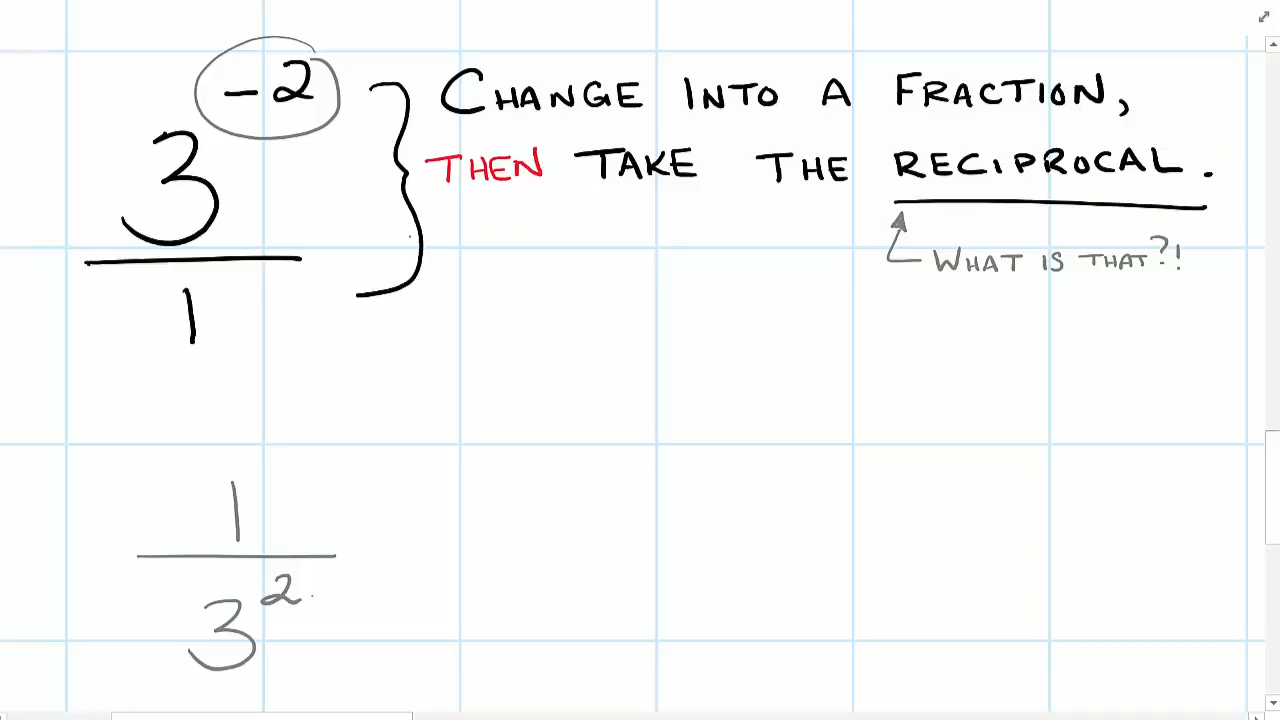 3⁻² CHANGE INTO A FRACTION,
THEN TAKE THE RECIPROCAL.
1
WHAT IS THAT?!
1
3²